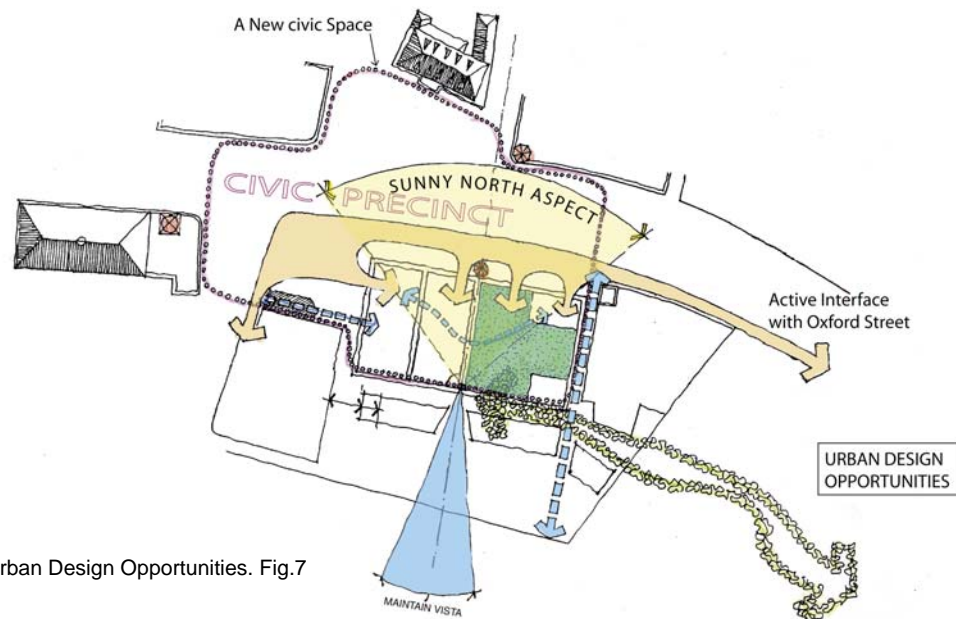 A New civic Space
SUNNY NORTH ASPECT
CIVIC PRECINCT
Active Interface
with Oxford Street
URBAN DESIGN
OPPORTUNITIES
rban Design Opportunities. Fig.7
MAINTAIN VISTA